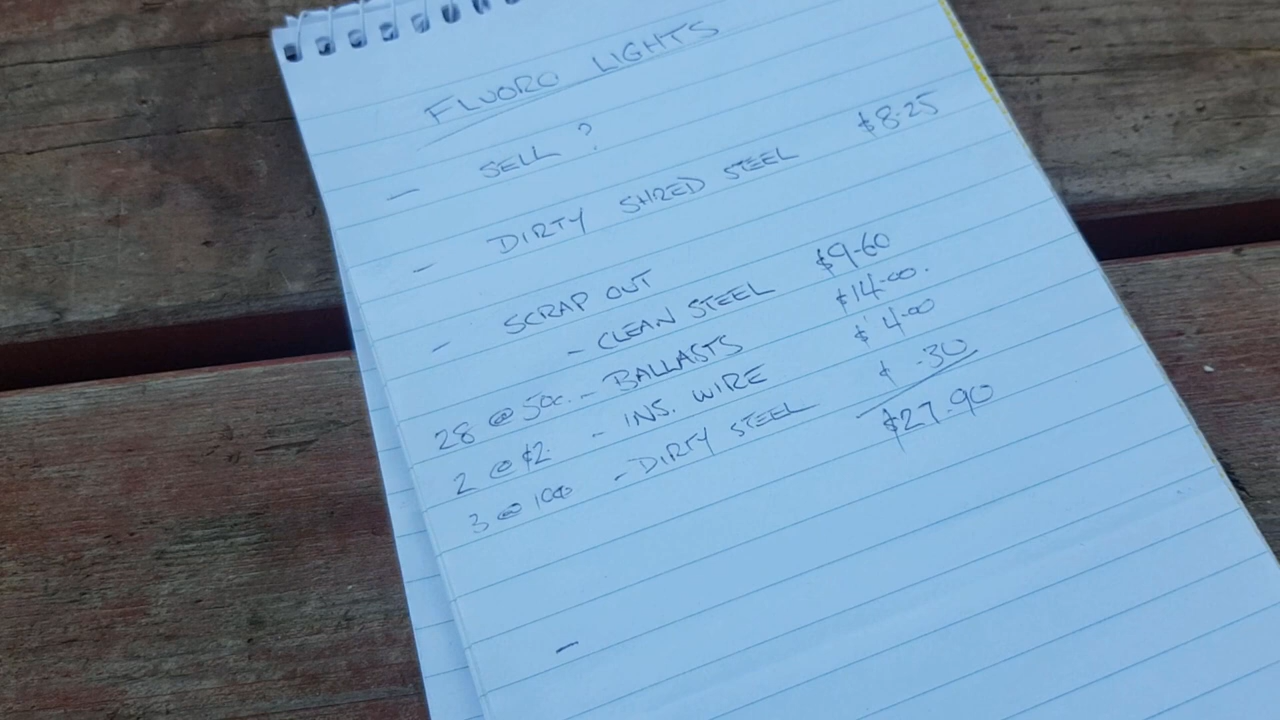 FLUORO LIGHTS
- SELL ?
- DIRTY SHRED STEEL $8.25
- SCRAP OUT
- CLEAN STEEL $9.60
28 @ 50c. - BALLASTS $14.00.
2 @ $2. - INS. WIRE $4.00
3 @ 10c - DIRTY STEEL $ .30
$27.90
-